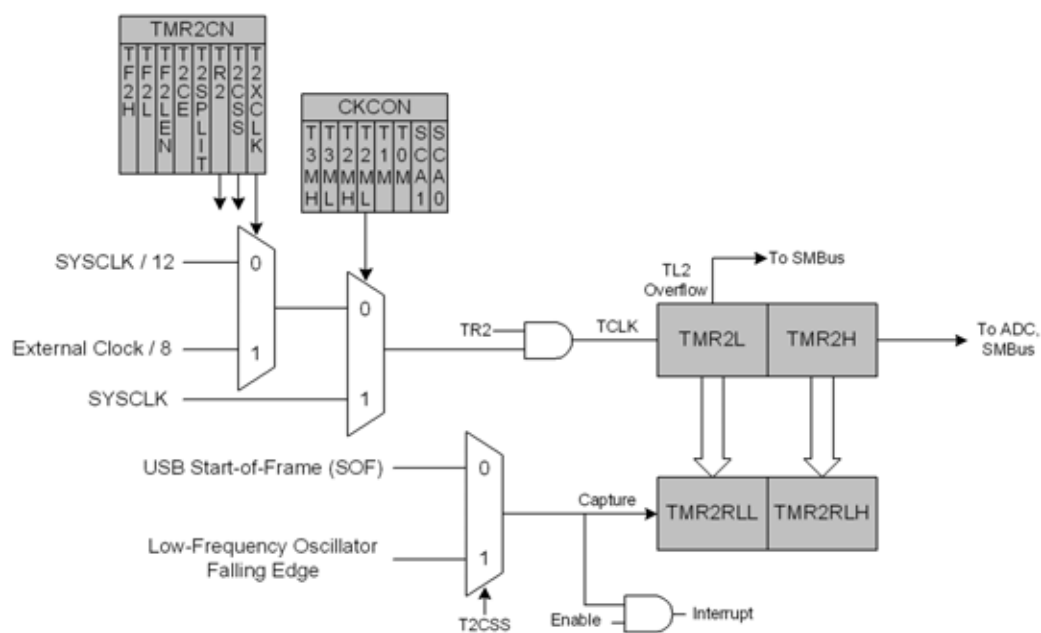 TMR2CN
TF2H
TF2L
TF2LEN
T2CE
T2SPLIT
TR2
T2CSS
T2XCLK
CKCON
T3MH
T3ML
T2MH
T2ML
T1M
T0M
SCA1
SCA0
SYSCLK / 12
0
External Clock / 8
1
SYSCLK
0
1
TR2
TCLK
TL2
Overflow
To SMBus
TMR2L
TMR2H
To ADC,
SMBus
USB Start-of-Frame (SOF)
0
Low-Frequency Oscillator
Falling Edge
1
T2CSS
Capture
TMR2RLL
TMR2RLH
Enable
Interrupt